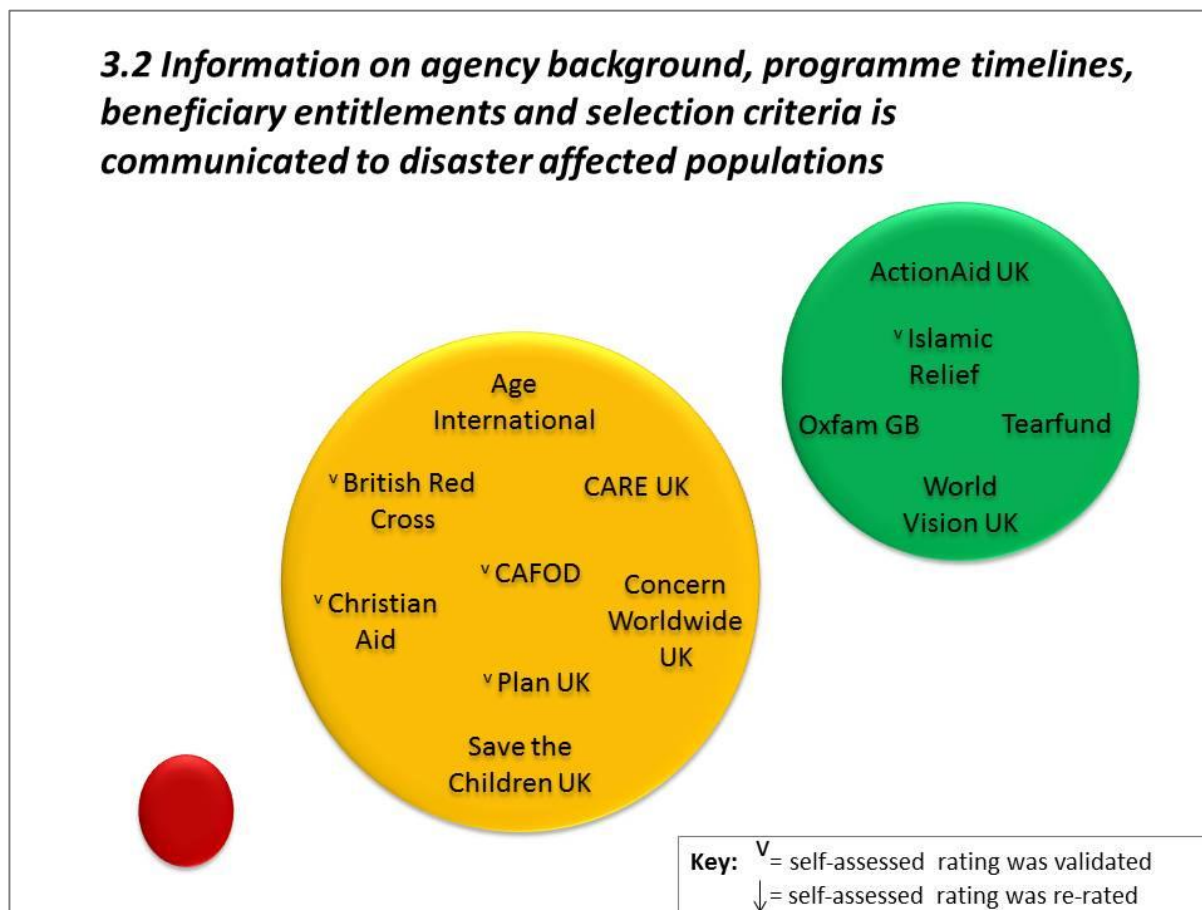 3.2 Information on agency background, programme timelines,
beneficiary entitlements and selection criteria is
communicated to disaster affected populations
ActionAid UK
v Islamic
Relief
Oxfam GB
Tearfund
World
Vision UK
Age
International
v British Red
Cross
CARE UK
v CAFOD
v Christian
Aid
Concern
Worldwide
UK
v Plan UK
Save the
Children UK
Key: v = self-assessed rating was validated
↓ = self-assessed rating was re-rated